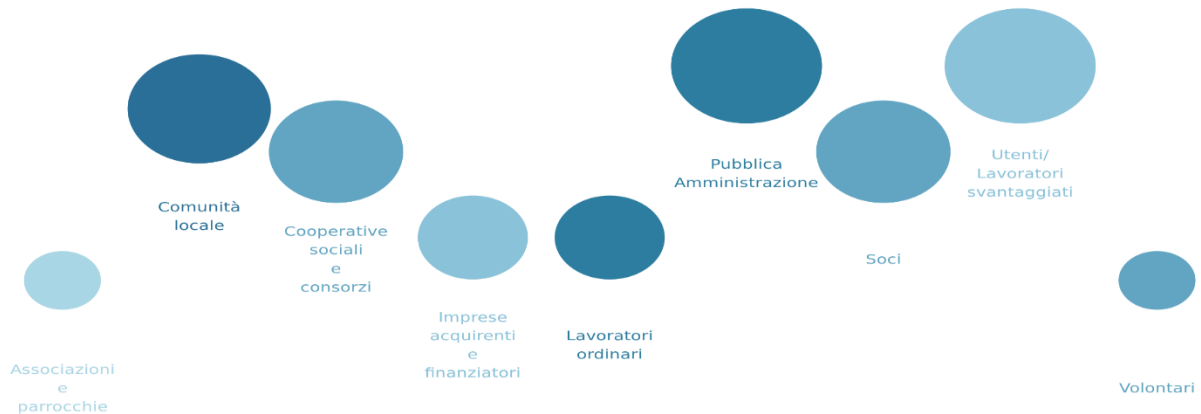 Associazioni
e
parrocchie
Comunità
locale
Cooperative
sociali
e
consorzi
Imprese
acquirenti
e
finanziatori
Lavoratori
ordinari
Pubblica
Amministrazione
Soci
Utenti/
Lavoratori
svantaggiati
Volontari